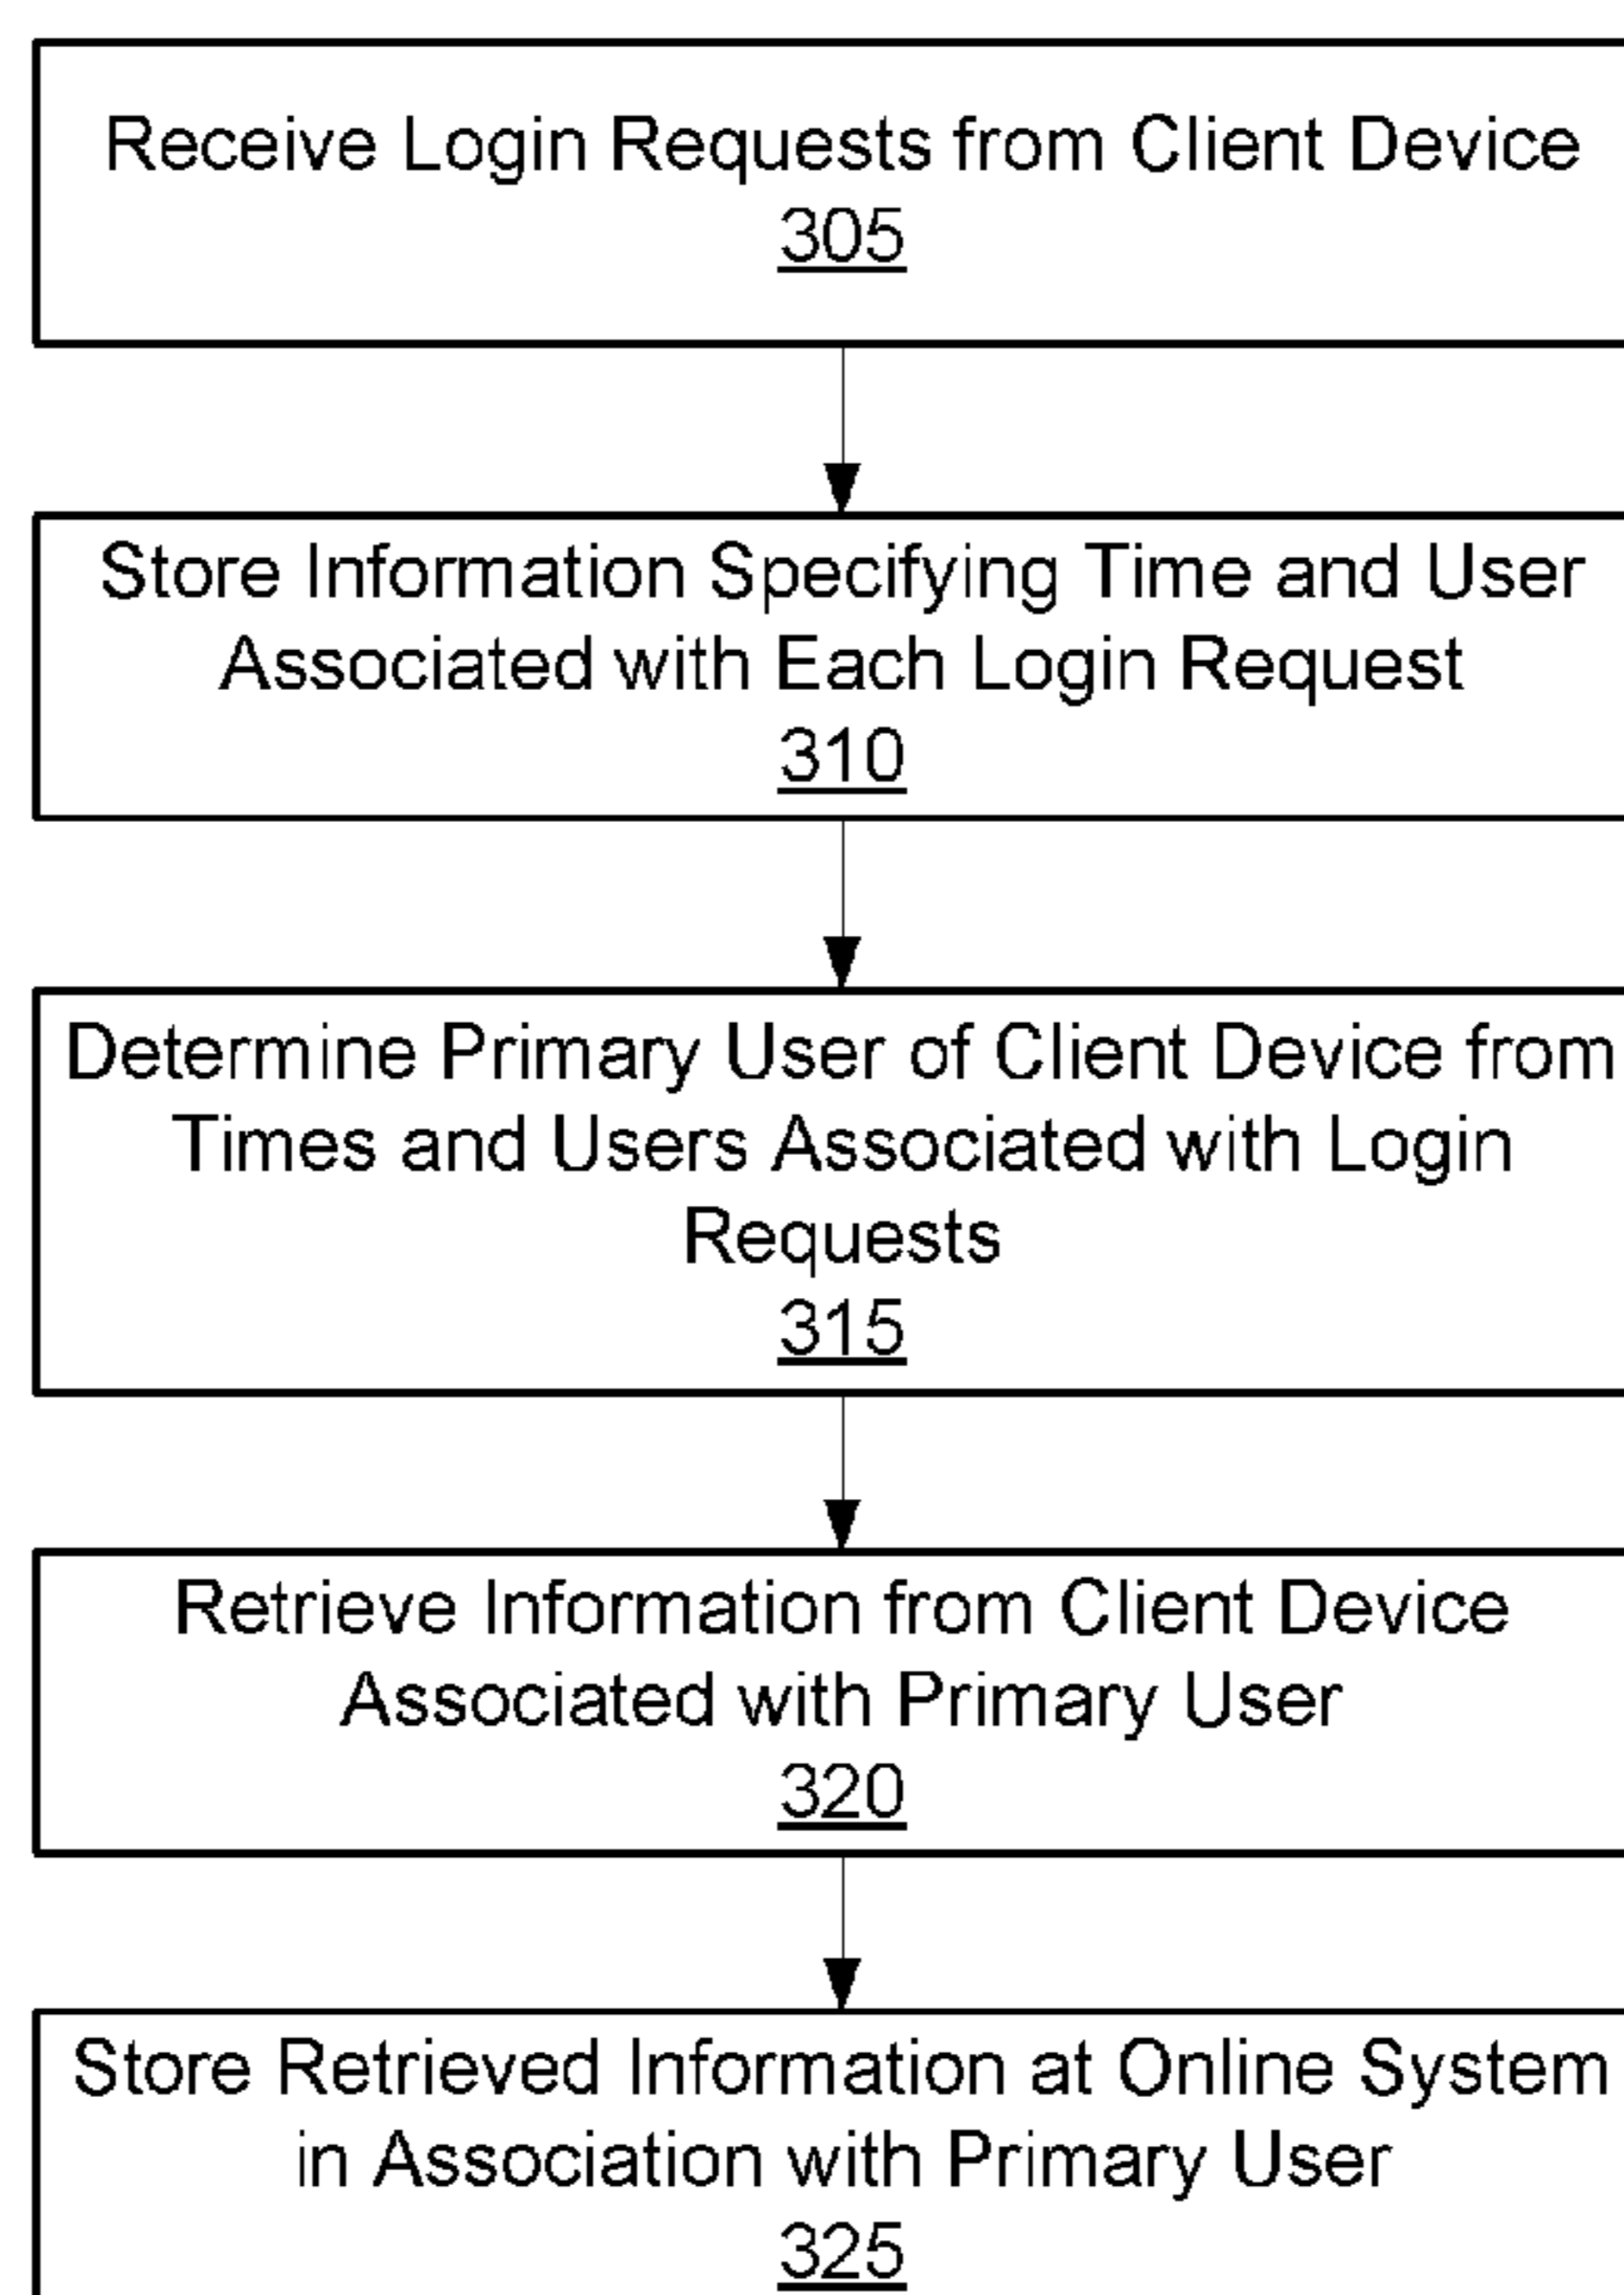 Receive Login Requests from Client Device
305
Store Information Specifying Time and User
Associated with Each Login Request
310
Determine Primary User of Client Device from
Times and Users Associated with Login
Requests
315
Retrieve Information from Client Device
Associated with Primary User
320
Store Retrieved Information at Online System
in Association with Primary User
325